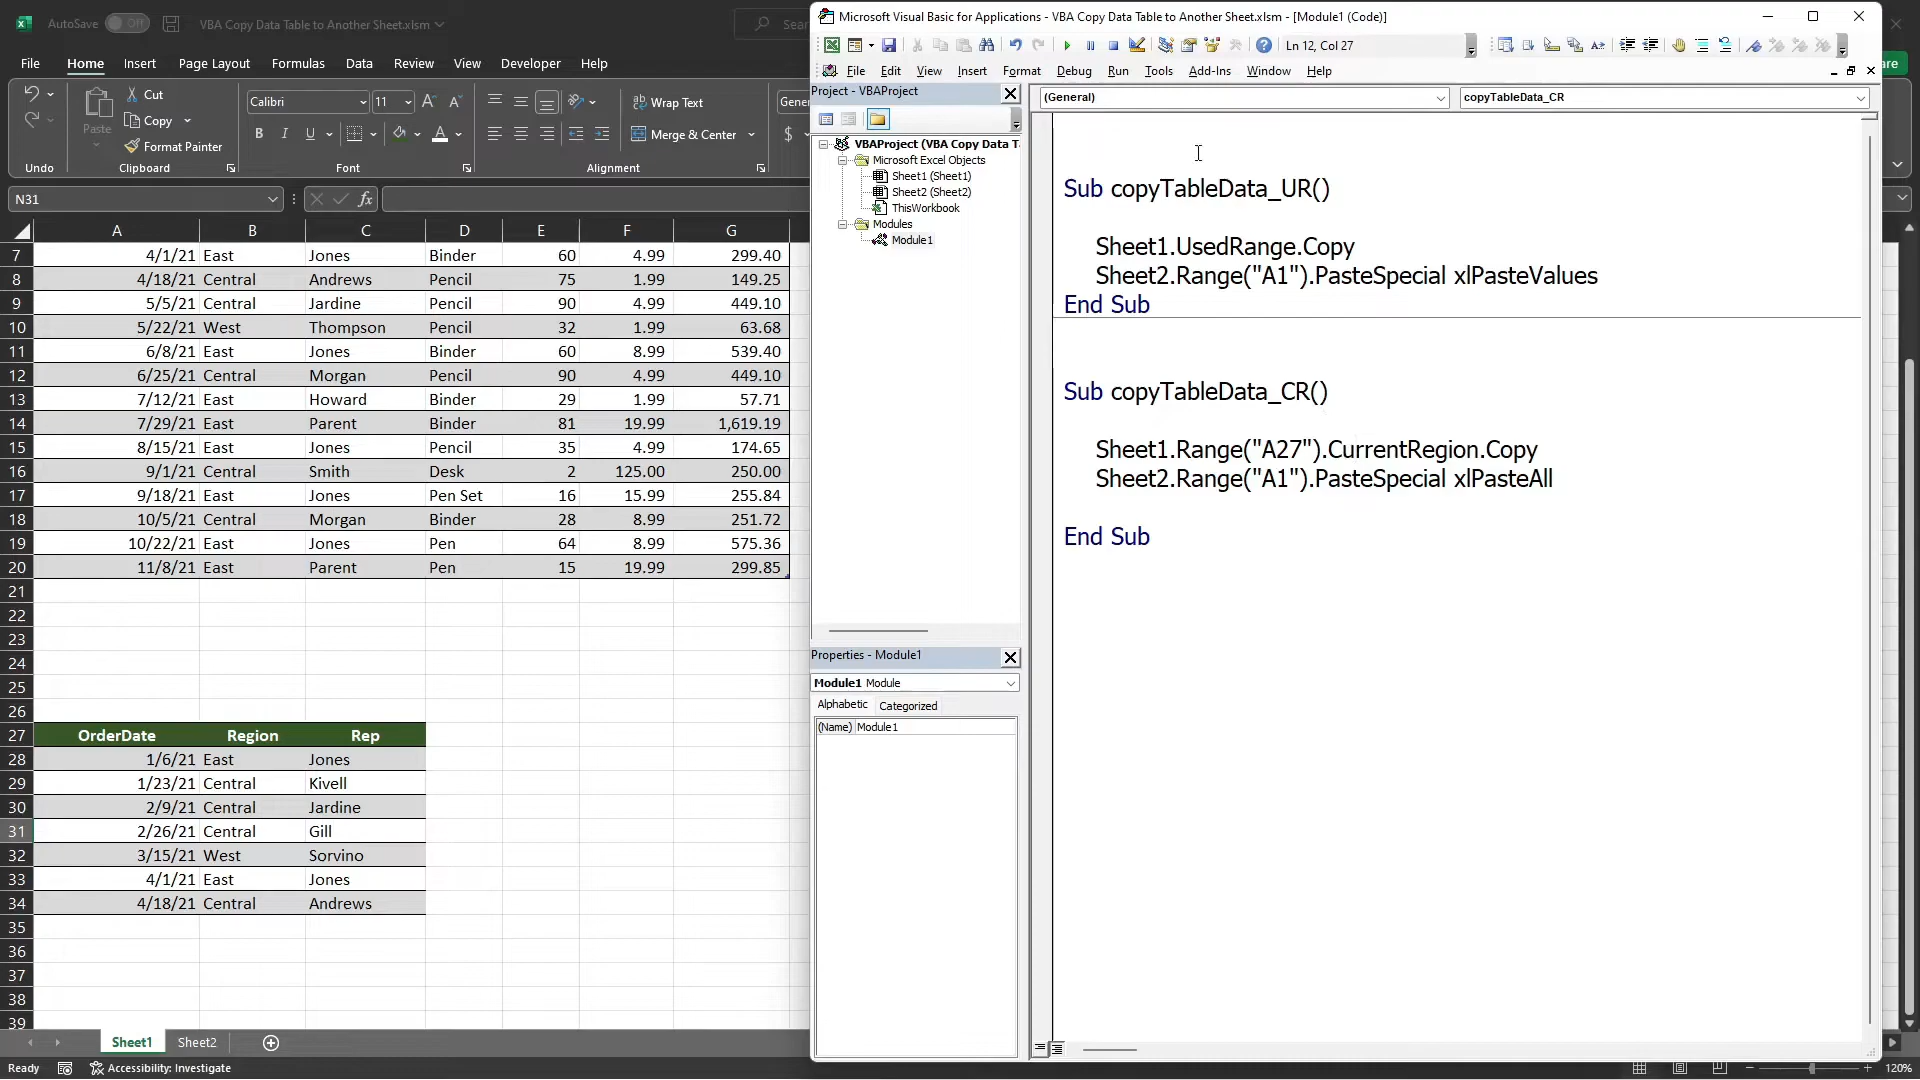 AutoSave Off VBA Copy Data Table to Another Sheet.xlsm
File Home Insert Page Layout Formulas Data Review View Developer Help
Undo
Paste
Cut
Copy
Format Painter
Clipboard
Calibri 11
B I U A
Font
Wrap Text
Merge & Center
Alignment
$
N31
fx
A B C D E F G
7 4/1/21 East Jones Binder 60 4.99 299.40
8 4/18/21 Central Andrews Pencil 75 1.99 149.25
9 5/5/21 Central Jardine Pencil 90 4.99 449.10
10 5/22/21 West Thompson Pencil 32 1.99 63.68
11 6/8/21 East Jones Binder 60 8.99 539.40
12 6/25/21 Central Morgan Pencil 90 4.99 449.10
13 7/12/21 East Howard Binder 29 1.99 57.71
14 7/29/21 East Parent Binder 81 19.99 1,619.19
15 8/15/21 East Jones Pencil 35 4.99 174.65
16 9/1/21 Central Smith Desk 2 125.00 250.00
17 9/18/21 East Jones Pen Set 16 15.99 255.84
18 10/5/21 Central Morgan Binder 28 8.99 251.72
19 10/22/21 East Jones Pen 64 8.99 575.36
20 11/8/21 East Parent Pen 15 19.99 299.85
21
22
23
24
25
26
27 OrderDate Region Rep
28 1/6/21 East Jones
29 1/23/21 Central Kivell
30 2/9/21 Central Jardine
31 2/26/21 Central Gill
32 3/15/21 West Sorvino
33 4/1/21 East Jones
34 4/18/21 Central Andrews
35
36
37
38
39
Sheet1 Sheet2
Ready Accessibility: Investigate
120%
Microsoft Visual Basic for Applications - VBA Copy Data Table to Another Sheet.xlsm - [Module1 (Code)]
Ln 12, Col 27
File Edit View Insert Format Debug Run Tools Add-Ins Window Help
Project - VBAProject
VBAProject (VBA Copy Data T
Microsoft Excel Objects
Sheet1 (Sheet1)
Sheet2 (Sheet2)
ThisWorkbook
Modules
Module1
Properties - Module1
Module1 Module
Alphabetic Categorized
(Name) Module1
(General) copyTableData_CR
Sub copyTableData_UR()
Sheet1.UsedRange.Copy
Sheet2.Range("A1").PasteSpecial xlPasteValues
End Sub
Sub copyTableData_CR()
Sheet1.Range("A27").CurrentRegion.Copy
Sheet2.Range("A1").PasteSpecial xlPasteAll
End Sub